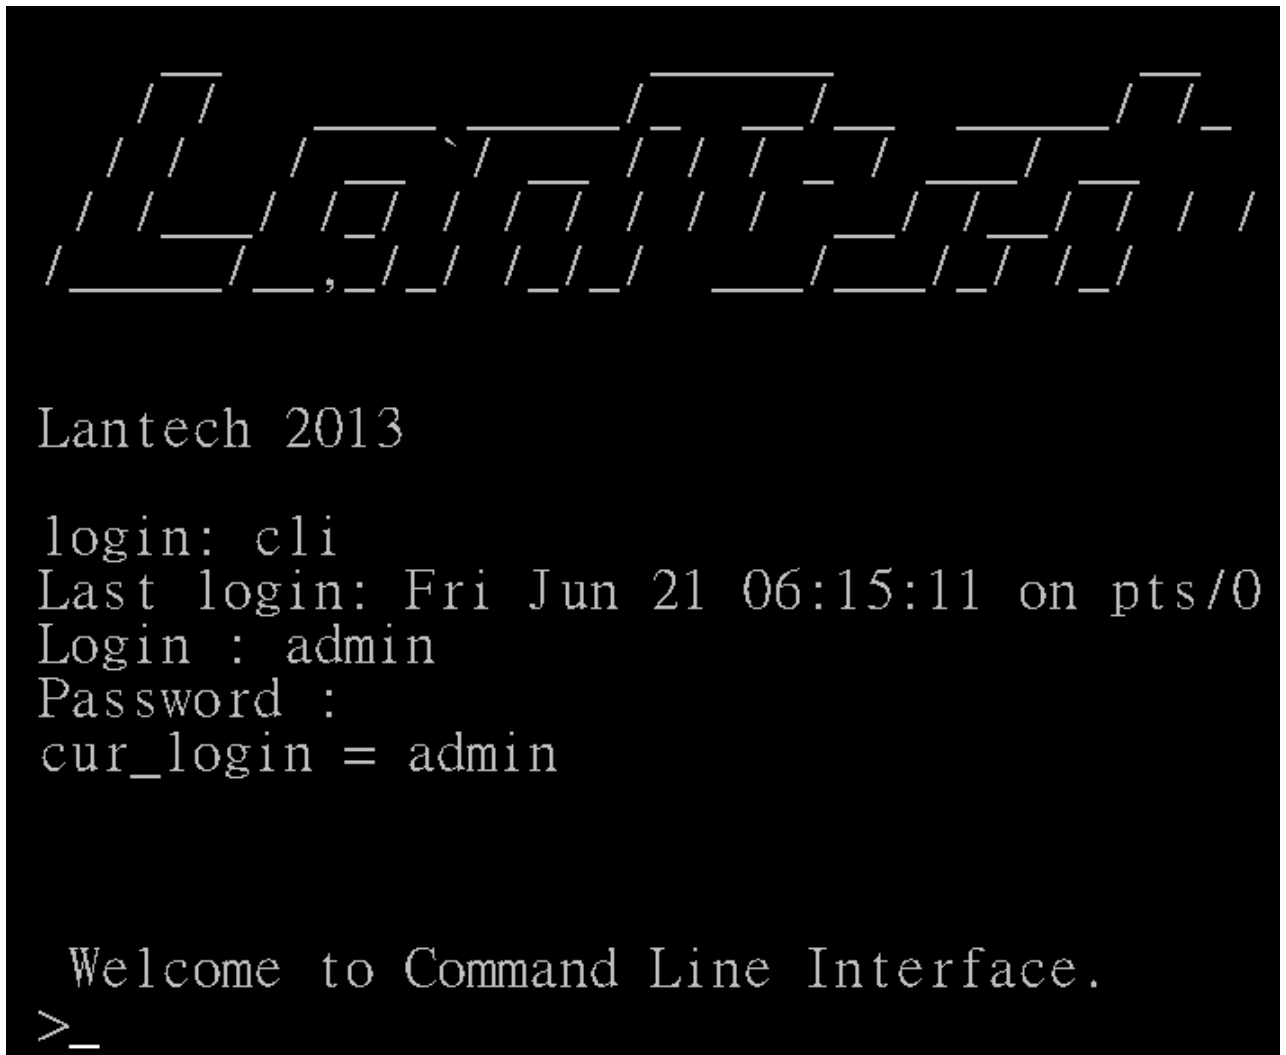 LanTech
Lantech 2013
login: cli
Last login: Fri Jun 21 06:15:11 on pts/0
Login : admin
Password :
cur_login = admin
Welcome to Command Line Interface.
>_